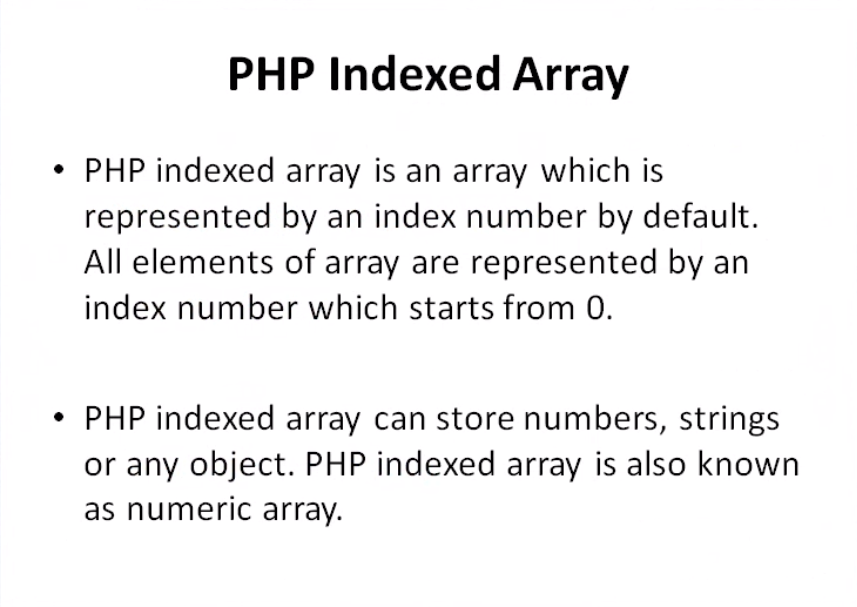 PHP Indexed Array
• PHP indexed array is an array which is
represented by an index number by default.
All elements of array are represented by an
index number which starts from 0.
• PHP indexed array can store numbers, strings
or any object. PHP indexed array is also known
as numeric array.